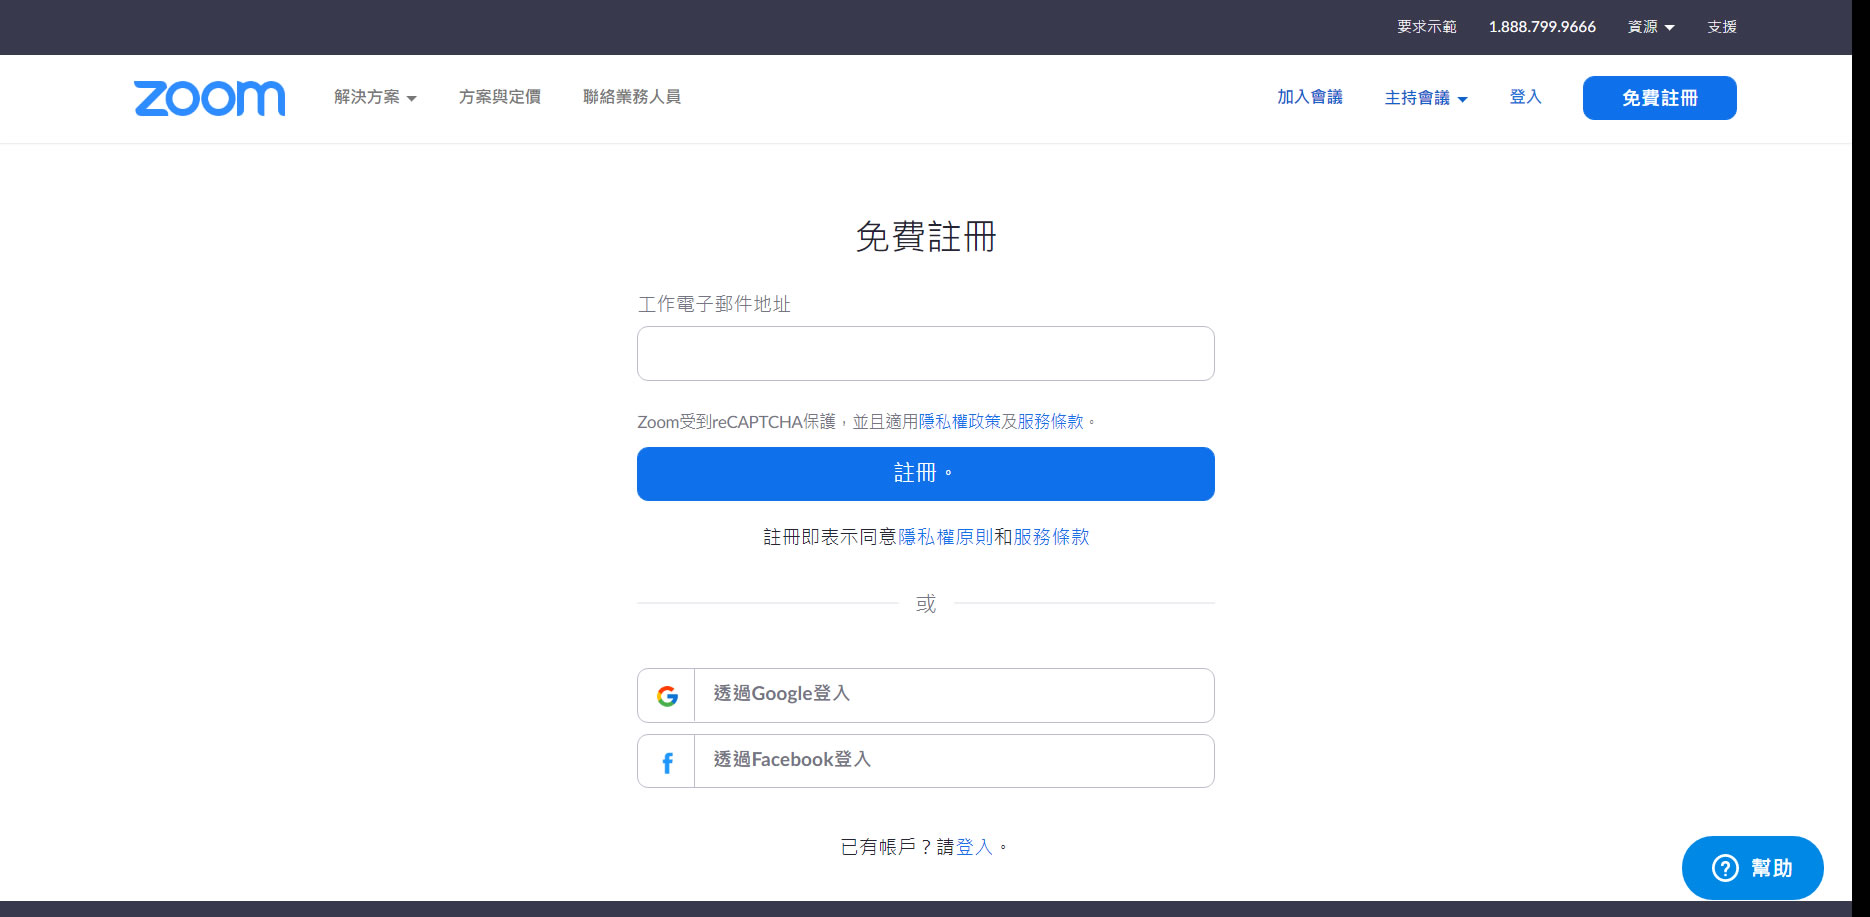 要求示範 1.888.799.9666 資源 支援
zoom 解決方案 方案與定價 聯絡業務人員 加入會議 主持會議 登入 免費註冊
免費註冊
工作電子郵件地址
Zoom受到reCAPTCHA保護，並且適用隱私權政策及服務條款。
註冊。
註冊即表示同意隱私權原則和服務條款
或
透過Google登入
透過Facebook登入
已有帳戶？請登入。
幫助